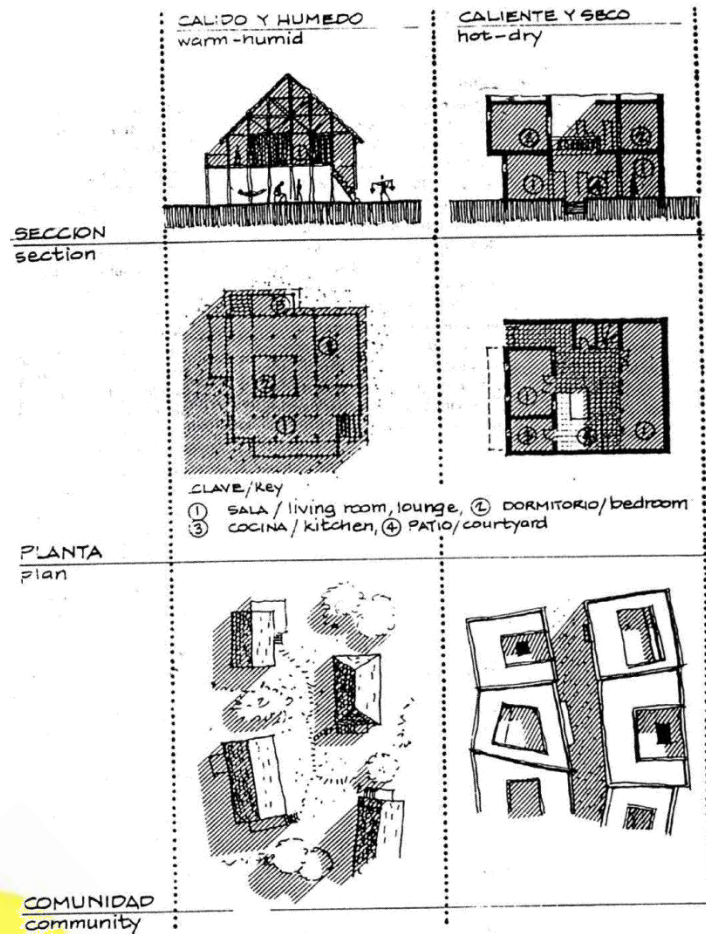 CALIDO Y HUMEDO
warm-humid
CALIENTE Y SECO
hot-dry
SECCION
section
CLAVE/Key
① SALA / living room, lounge, ② DORMITORIO/bedroom
③ COCINA / kitchen, ④ PATIO/courtyard
PLANTA
plan
COMUNIDAD
community